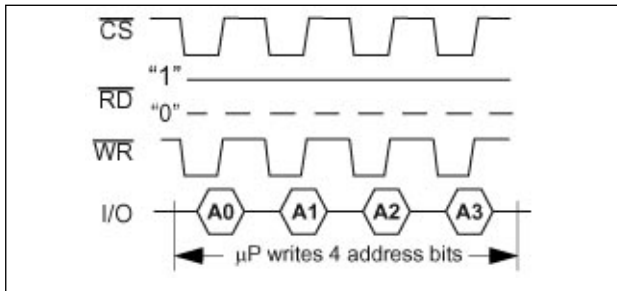 CS
“1”
RD
“0”
WR
I/O A0 A1 A2 A3
μP writes 4 address bits